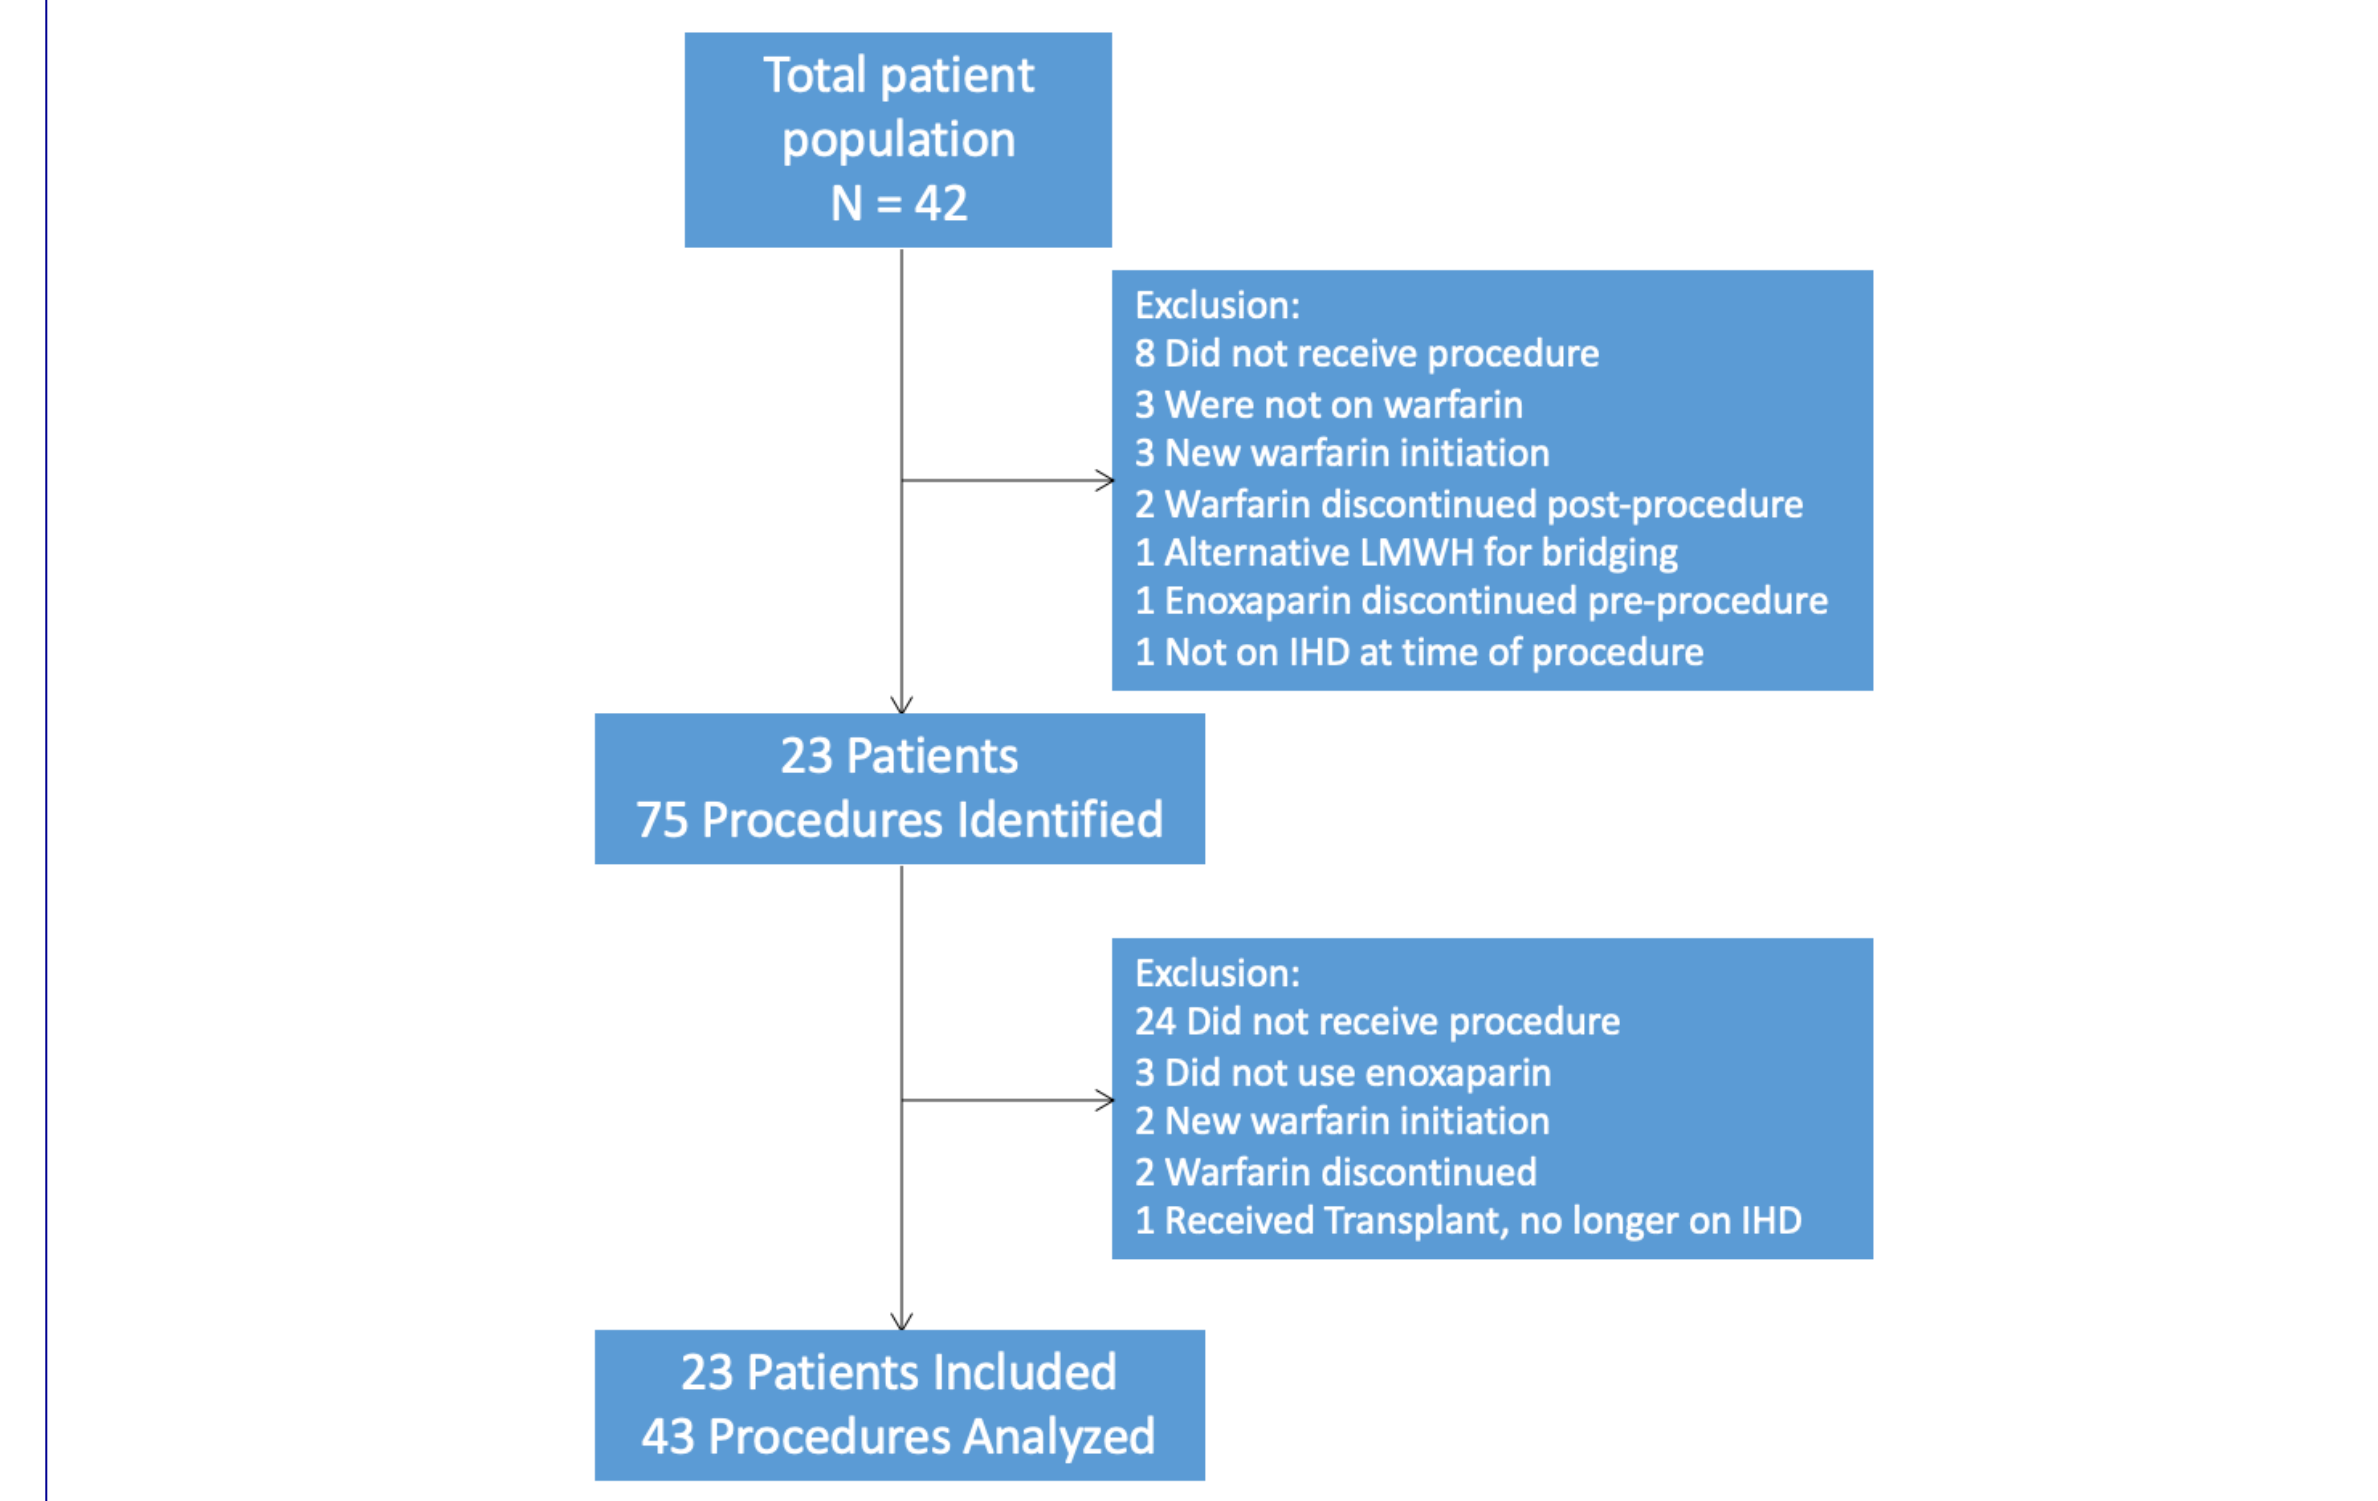 Total patient
population
N = 42
Exclusion:
8 Did not receive procedure
3 Were not on warfarin
3 New warfarin initiation
2 Warfarin discontinued post-procedure
1 Alternative LMWH for bridging
1 Enoxaparin discontinued pre-procedure
1 Not on IHD at time of procedure
23 Patients
75 Procedures Identified
Exclusion:
24 Did not receive procedure
3 Did not use enoxaparin
2 New warfarin initiation
2 Warfarin discontinued
1 Received Transplant, no longer on IHD
23 Patients Included
43 Procedures Analyzed